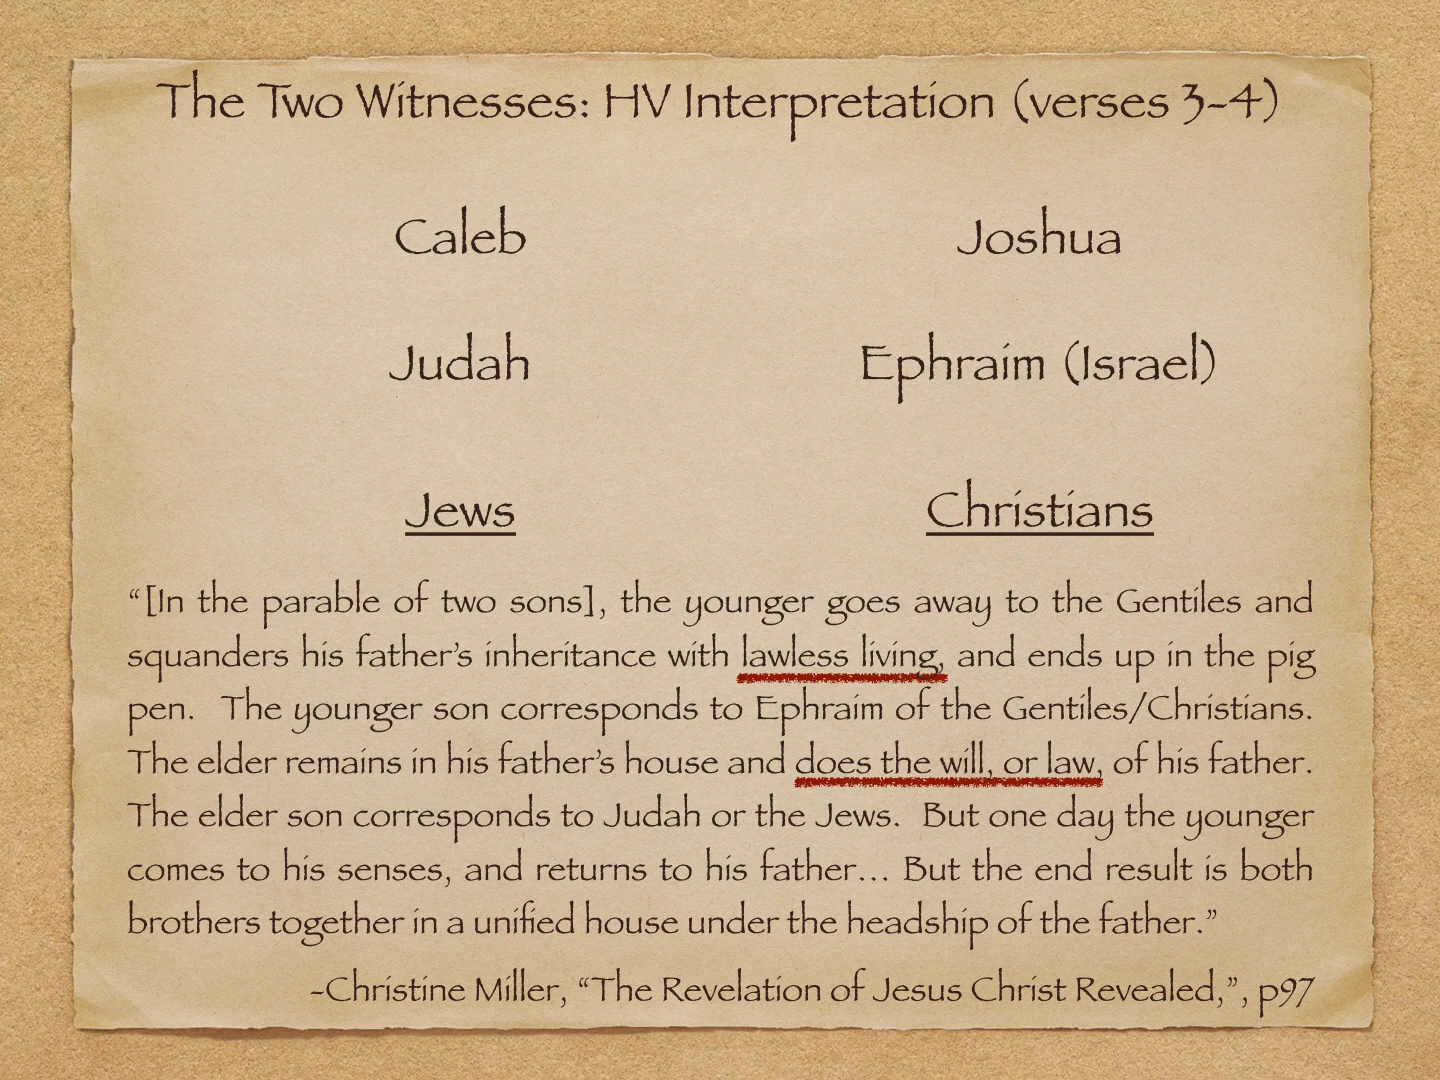 The Two Witnesses: HV Interpretation (verses 3-4)
Caleb
Joshua
Judah
Ephraim (Israel)
Jews
Christians
“[In the parable of two sons], the younger goes away to the Gentiles and
squanders his father’s inheritance with lawless living, and ends up in the pig
pen. The younger son corresponds to Ephraim of the Gentiles/Christians.
The elder remains in his father’s house and does the will, or law, of his father.
The elder son corresponds to Judah or the Jews. But one day the younger
comes to his senses, and returns to his father… But the end result is both
brothers together in a unified house under the headship of the father.”
-Christine Miller, “The Revelation of Jesus Christ Revealed,”, p97